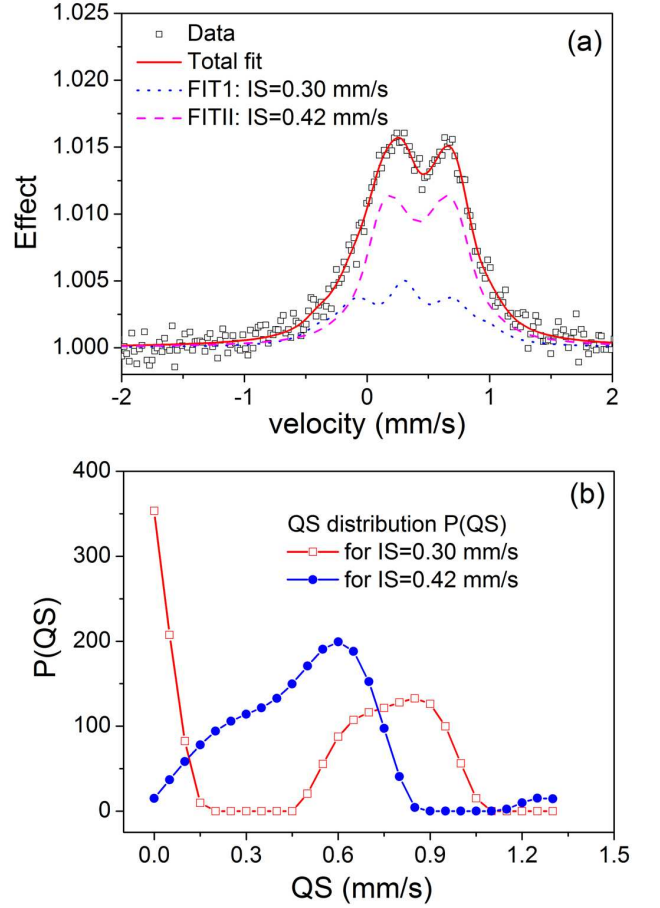 1.025
1.020
1.015
1.010
1.005
1.000
Effect
(a)
Data
Total fit
FIT1: IS=0.30 mm/s
FITII: IS=0.42 mm/s
-2 -1 0 1 2
velocity (mm/s)
400
300
200
100
0
P(QS)
(b)
QS distribution P(QS)
for IS=0.30 mm/s
for IS=0.42 mm/s
0.0 0.3 0.6 0.9 1.2 1.5
QS (mm/s)